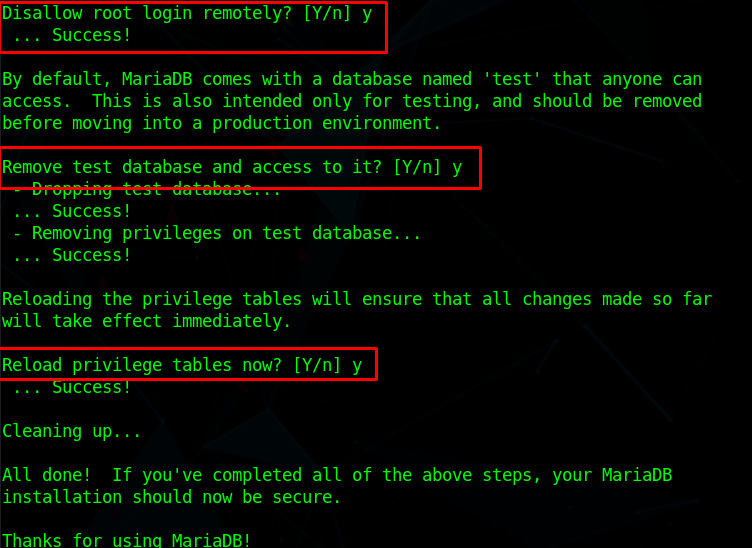 Disallow root login remotely? [Y/n] y
 ... Success!
By default, MariaDB comes with a database named 'test' that anyone can
access.  This is also intended only for testing, and should be removed
before moving into a production environment.
Remove test database and access to it? [Y/n] y
 - Dropping test database...
 ... Success!
 - Removing privileges on test database...
 ... Success!
Reloading the privilege tables will ensure that all changes made so far
will take effect immediately.
Reload privilege tables now? [Y/n] y
 ... Success!
Cleaning up...
All done!  If you've completed all of the above steps, your MariaDB
installation should now be secure.
Thanks for using MariaDB!